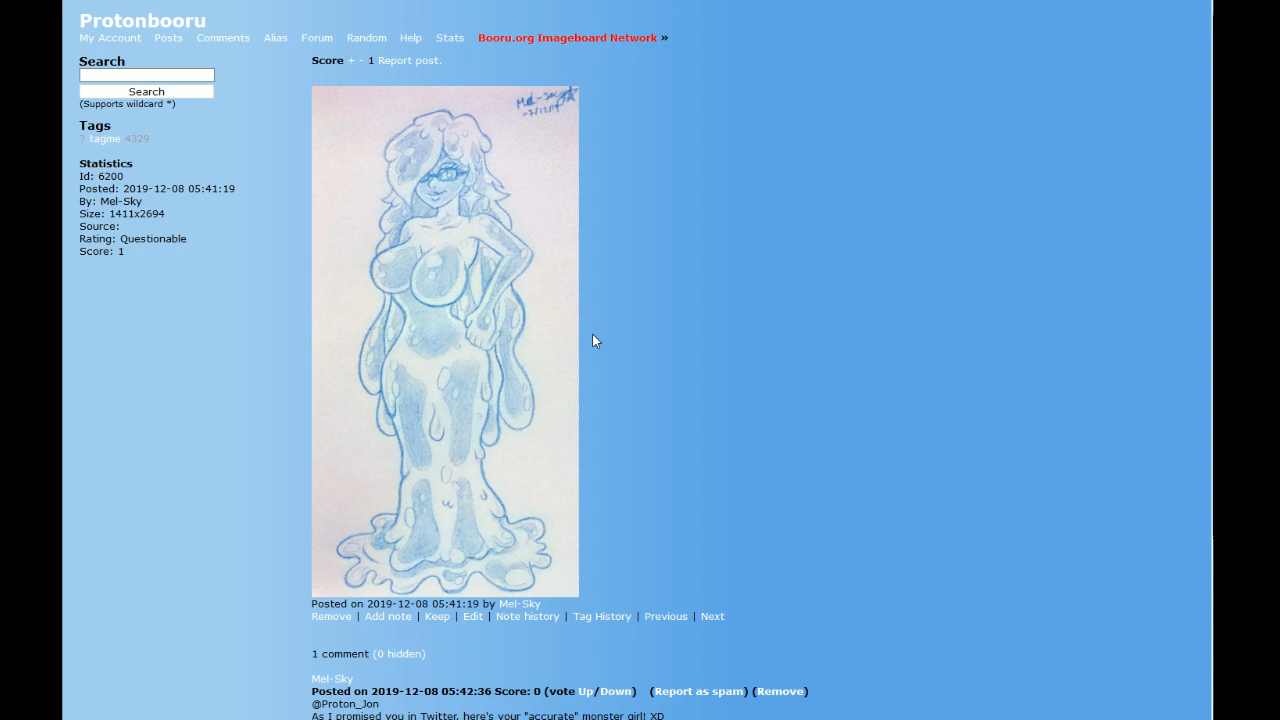 Protonbooru
My Account Posts Comments Alias Forum Random Help Stats Booru.org Imageboard Network »
Search
Search
(Supports wildcard *)
Tags
? tagme 4329
Statistics
Id: 6200
Posted: 2019-12-08 05:41:19
By: Mel-Sky
Size: 1411x2694
Source:
Rating: Questionable
Score: 1
Score + - 1 Report post.
Mel-Sky
Posted on 2019-12-08 05:41:19 by Mel-Sky
Remove | Add note | Keep | Edit | Note history | Tag History | Previous | Next
1 comment (0 hidden)
Mel-Sky
Posted on 2019-12-08 05:42:36 Score: 0 (vote Up/Down) (Report as spam) (Remove)
@Proton_Jon
As I promised you in Twitter, here's your "accurate" monster girl! XD